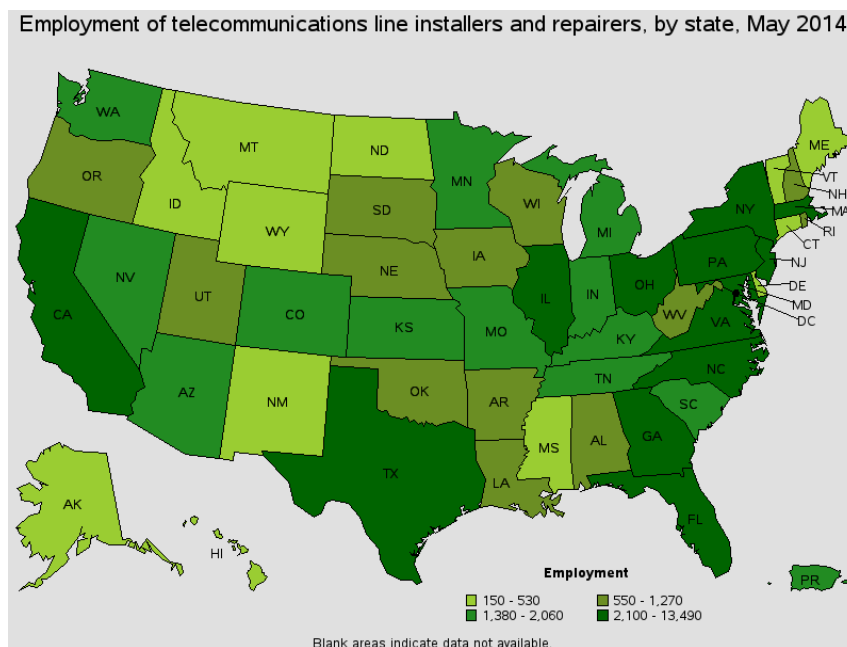 Employment of telecommunications line installers and repairers, by state, May 2014
WA
MT
ND
MN
ME
VT
NH
MA
RI
CT
OR
ID
SD
WI
NY
MI
WY
IA
PA
NJ
NV
NE
IL
IN
OH
DE
MD
DC
CA
UT
CO
KS
MO
WV
VA
KY
NC
TN
AZ
NM
OK
AR
SC
MS
AL
GA
TX
LA
FL
AK
HI
PR
Employment
150 - 530
550 - 1,270
1,380 - 2,060
2,100 - 13,490
Blank areas indicate data not available.